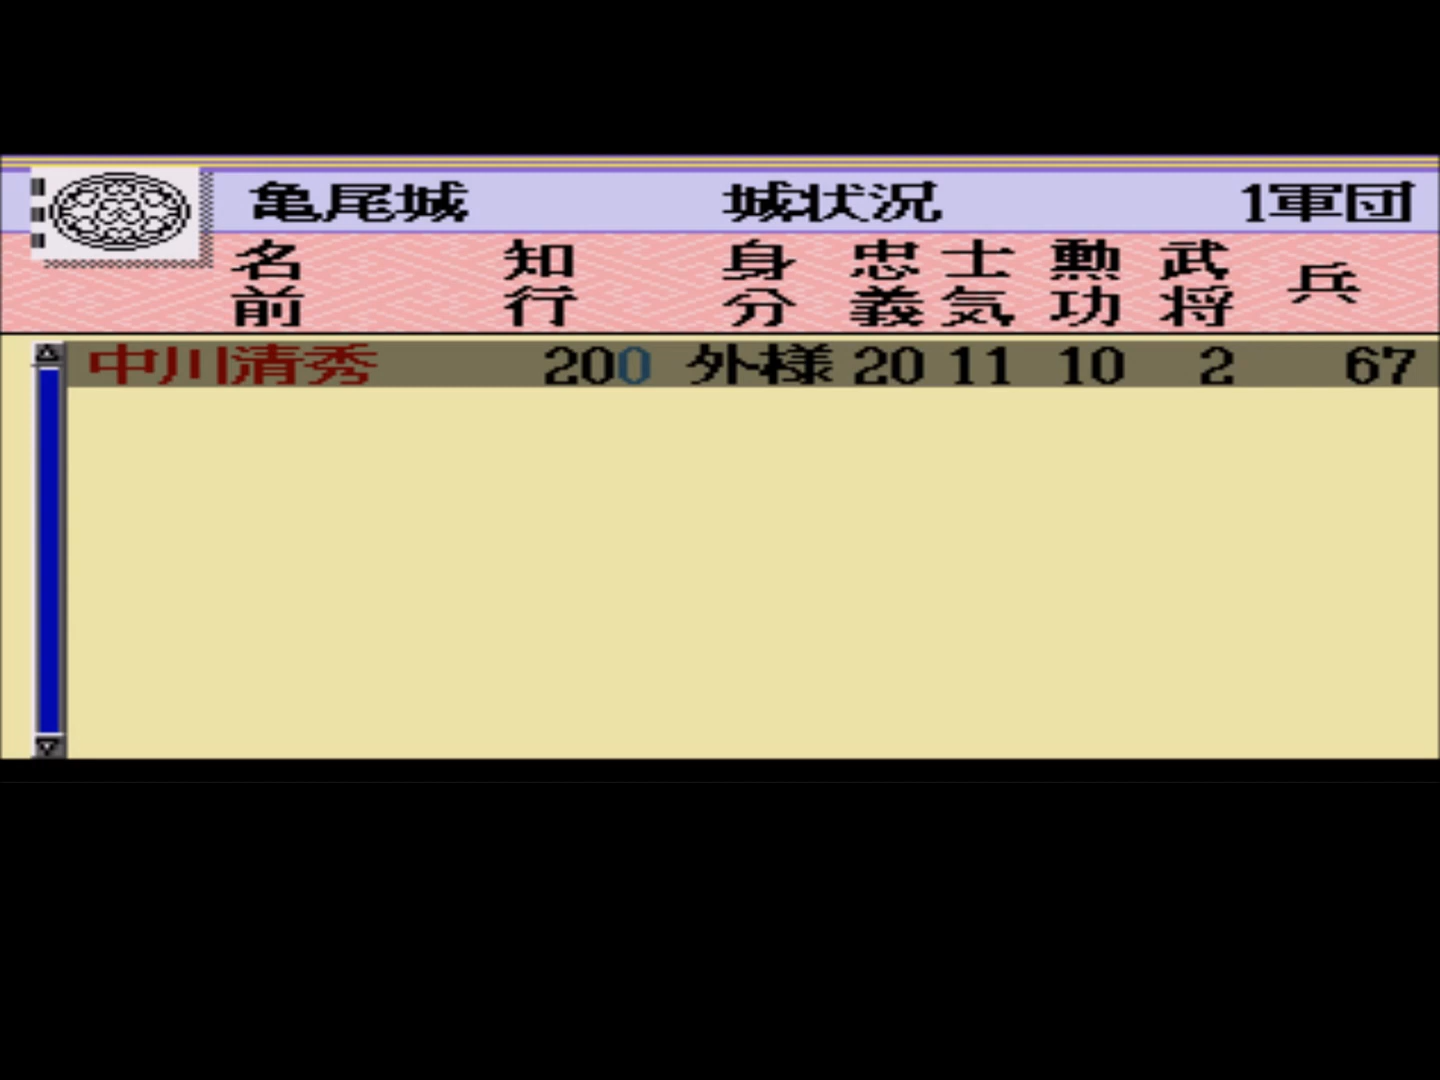 亀尾城 城状況 1軍団
名前 知行 身分 忠義 士気 勲功 武将 兵
中川清秀 200 外様 20 11 10 2 67